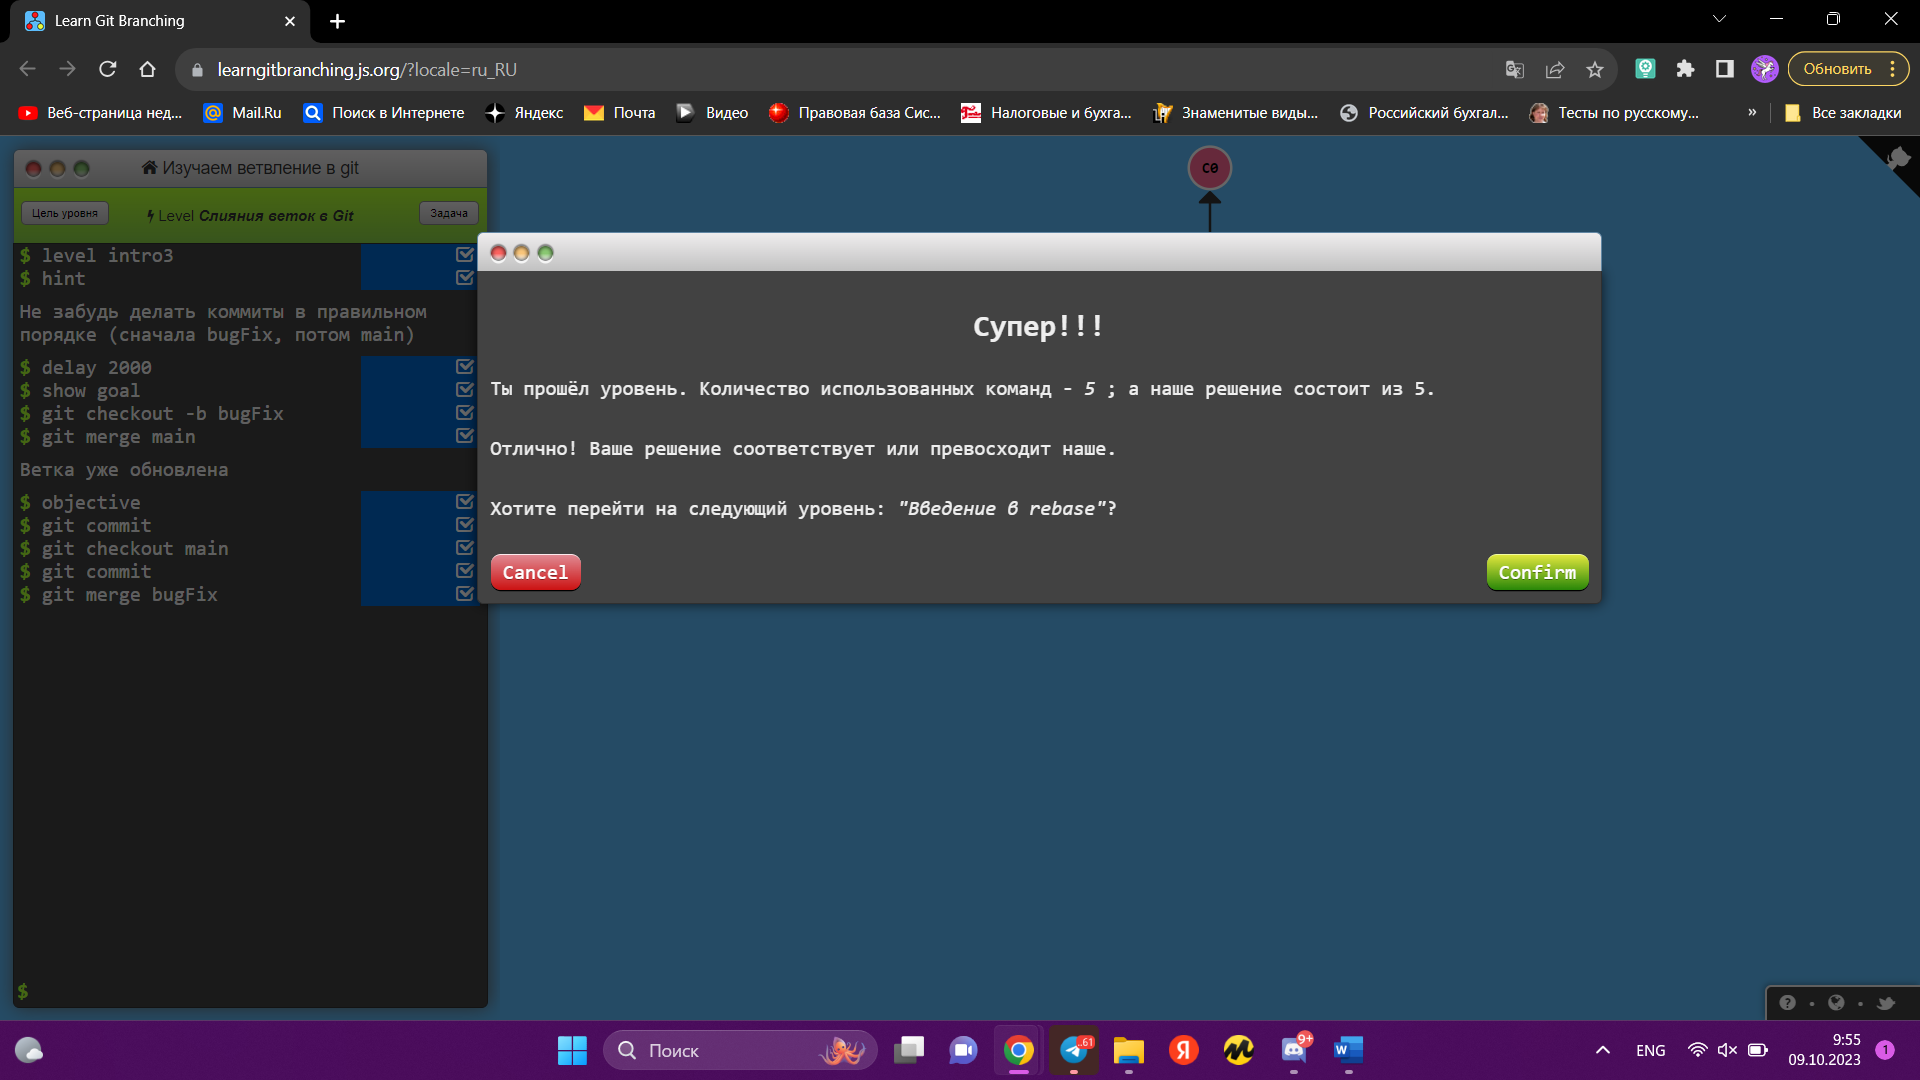 Learn Git Branching
learngitbranching.js.org/?locale=ru_RU
Обновить
Веб-страница нед...
Mail.Ru
Поиск в Интернете
Яндекс
Почта
Видео
Правовая база Сис...
Налоговые и бухга...
Знаменитые виды...
Российский бухгал...
Тесты по русскому...
»
Все закладки
Изучаем ветвление в git
Цель уровня
Level Слияния веток в Git
Задача
$ level intro3
$ hint
Не забудь делать коммиты в правильном
порядке (сначала bugFix, потом main)
$ delay 2000
$ show goal
$ git checkout -b bugFix
$ git merge main
Ветка уже обновлена
$ objective
$ git commit
$ git checkout main
$ git commit
$ git merge bugFix
$
C0
Супер!!!
Ты прошёл уровень. Количество использованных команд - 5 ; а наше решение состоит из 5.
Отлично! Ваше решение соответствует или превосходит наше.
Хотите перейти на следующий уровень: "Введение в rebase"?
Cancel
Confirm
Поиск
..61
Я
9+
W
ENG
9:55
09.10.2023
1